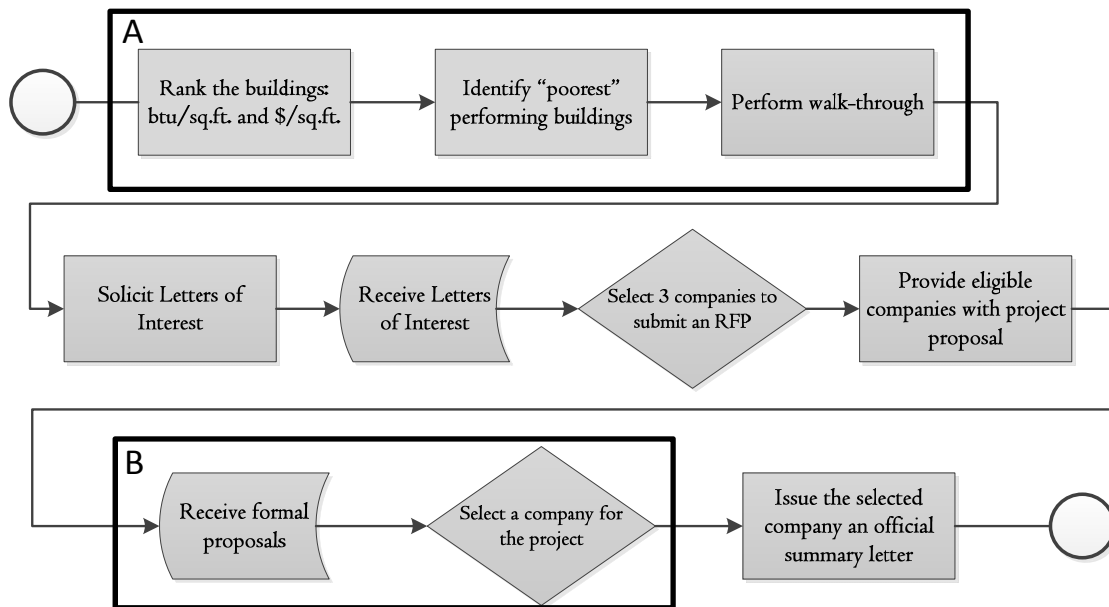 A
Rank the buildings:
btu/sq.ft. and $/sq.ft.
Identify “poorest”
performing buildings
Perform walk-through
Solicit Letters of
Interest
Receive Letters
of Interest
Select 3 companies to
submit an RFP
Provide eligible
companies with project
proposal
B
Receive formal
proposals
Select a company for
the project
Issue the selected
company an official
summary letter